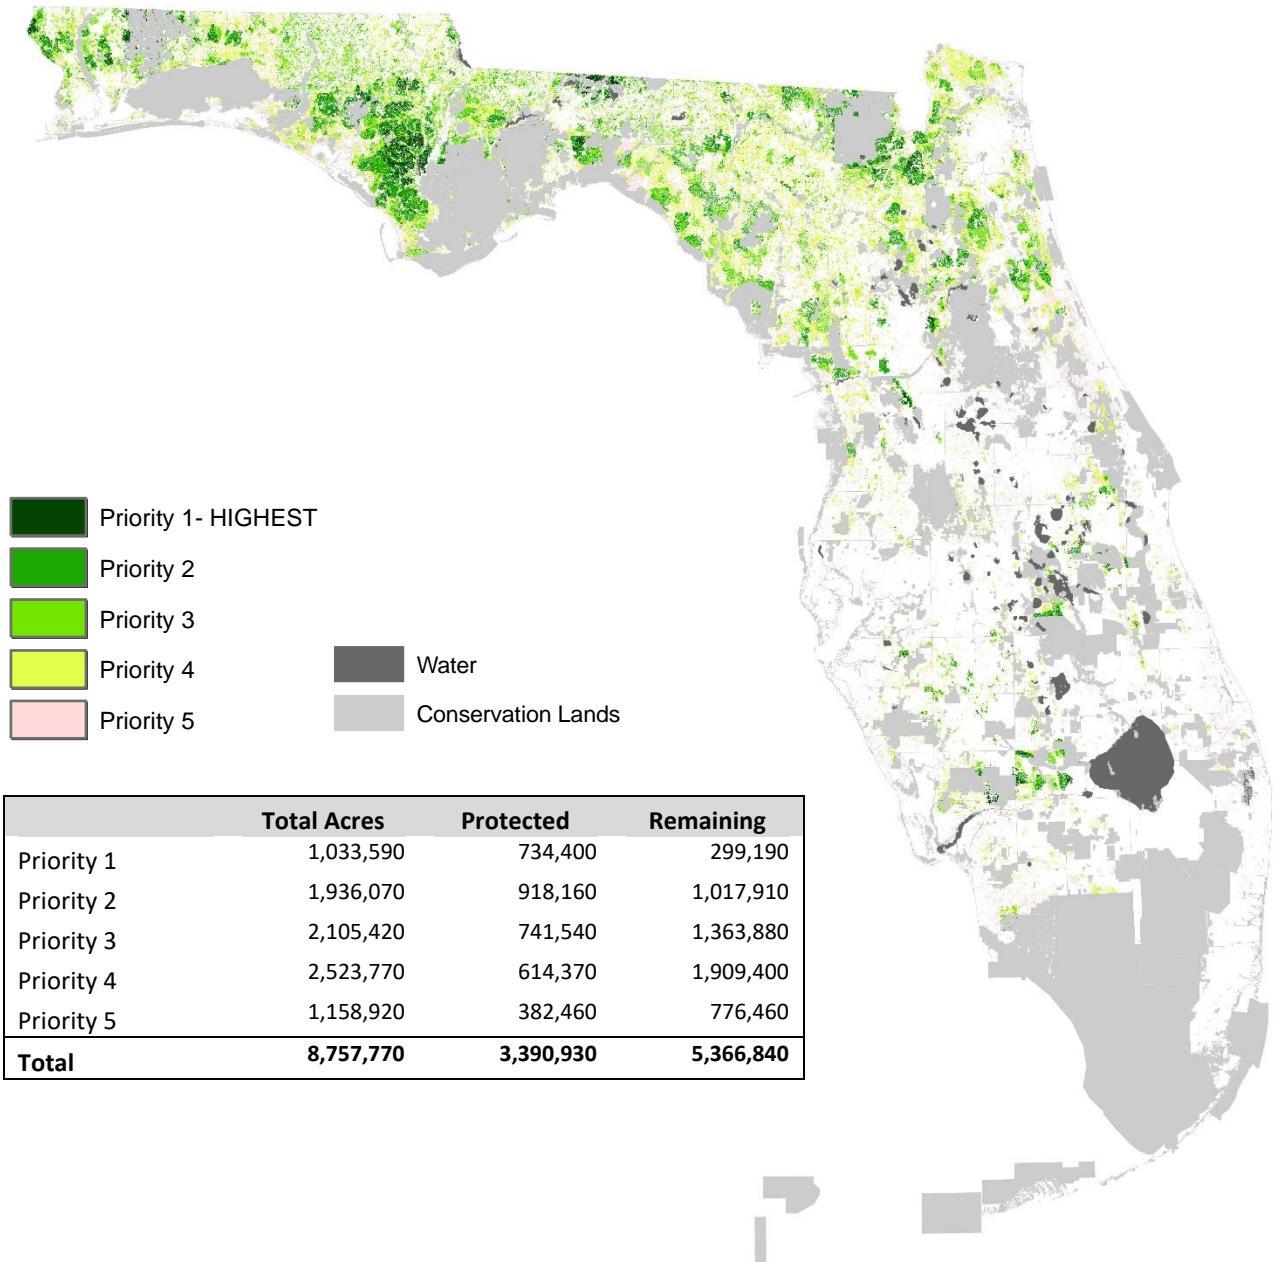 Priority 1- HIGHEST
Priority 2
Priority 3
Priority 4
Priority 5
Water
Conservation Lands
Total Acres Protected Remaining
Priority 1 1,033,590 734,400 299,190
Priority 2 1,936,070 918,160 1,017,910
Priority 3 2,105,420 741,540 1,363,880
Priority 4 2,523,770 614,370 1,909,400
Priority 5 1,158,920 382,460 776,460
Total 8,757,770 3,390,930 5,366,840